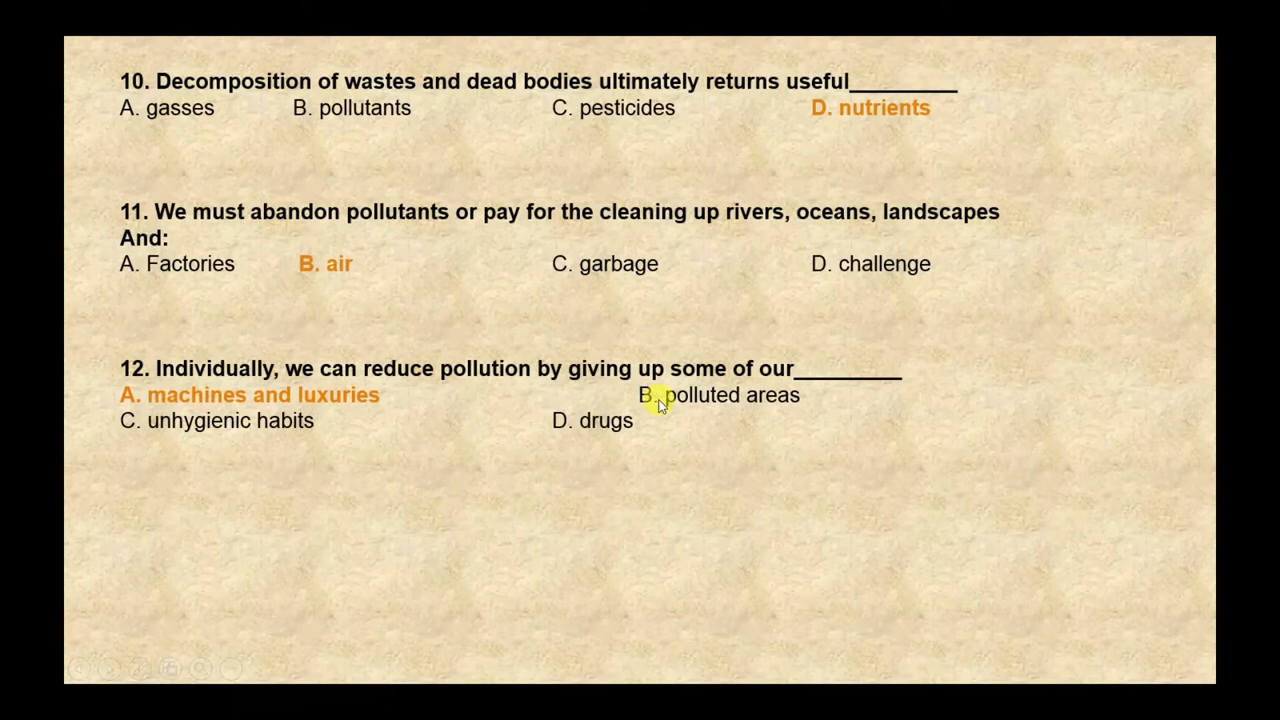 10. Decomposition of wastes and dead bodies ultimately returns useful_________
A. gasses B. pollutants C. pesticides D. nutrients
11. We must abandon pollutants or pay for the cleaning up rivers, oceans, landscapes
And:
A. Factories B. air C. garbage D. challenge
12. Individually, we can reduce pollution by giving up some of our_________
A. machines and luxuries B. polluted areas
C. unhygienic habits D. drugs